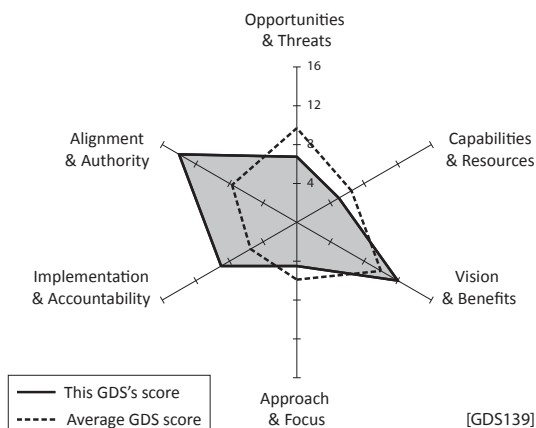 Opportunities
& Threats
16
12
8
4
Alignment
& Authority
Capabilities
& Resources
Implementation
& Accountability
Vision
& Benefits
Approach
& Focus
This GDS's score
Average GDS score
[GDS139]